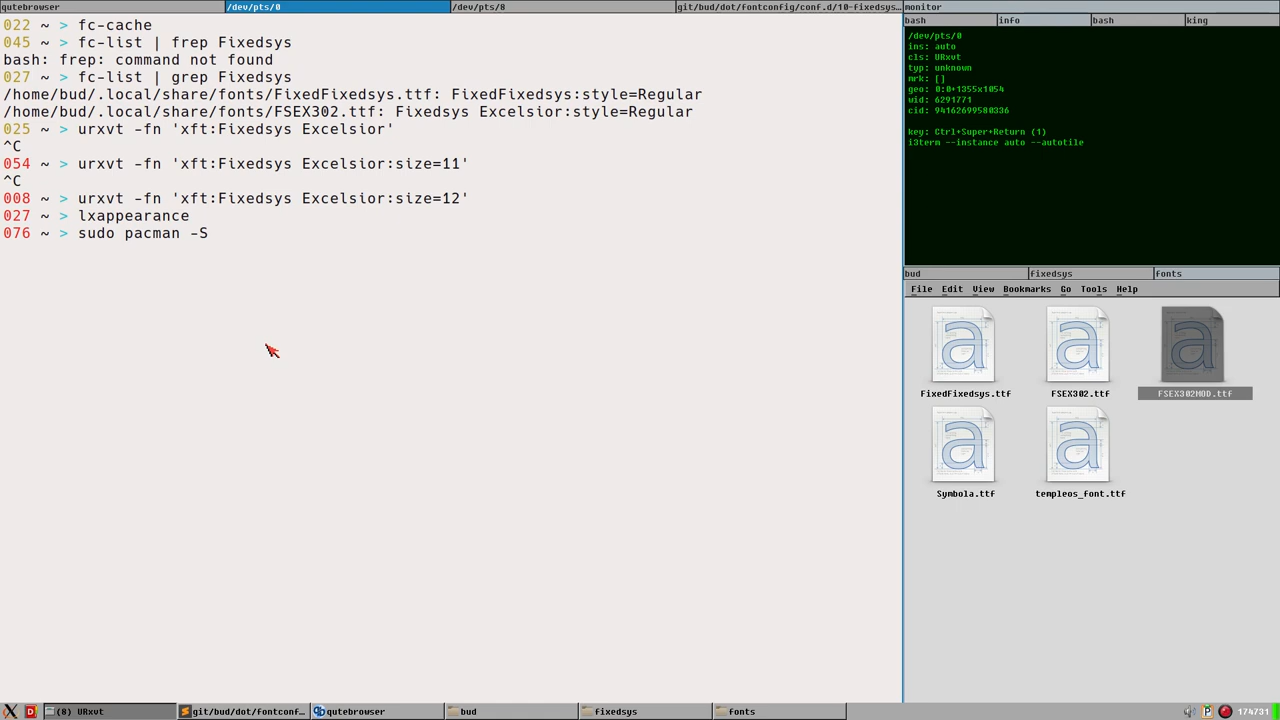 qutebrowser
/dev/pts/0
/dev/pts/8
git/bud/dot/fontconfig/conf.d/10-fixedsys...
022 ~ > fc-cache
045 ~ > fc-list | frep Fixedsys
bash: frep: command not found
027 ~ > fc-list | grep Fixedsys
/home/bud/.local/share/fonts/FixedFixedsys.ttf: FixedFixedsys:style=Regular
/home/bud/.local/share/fonts/FSEX302.ttf: Fixedsys Excelsior:style=Regular
025 ~ > urxvt -fn 'xft:Fixedsys Excelsior'
^C
054 ~ > urxvt -fn 'xft:Fixedsys Excelsior:size=11'
^C
008 ~ > urxvt -fn 'xft:Fixedsys Excelsior:size=12'
027 ~ > lxappearance
076 ~ > sudo pacman -S
monitor
bash
info
bash
king
/dev/pts/0
ins: auto
cls: URxvt
typ: unknown
mrk: []
geo: 0:0+1355x1054
wid: 6291771
cid: 94162699580336
key: Ctrl+Super+Return (1)
i3term --instance auto --autotile
bud
fixedsys
fonts
File Edit View Bookmarks Go Tools Help
FixedFixedsys.ttf
FSEX302.ttf
FSEX302MOD.ttf
Symbola.ttf
templeos_font.ttf
(8) URxvt
git/bud/dot/fontconf...
qutebrowser
bud
fixedsys
fonts
174731